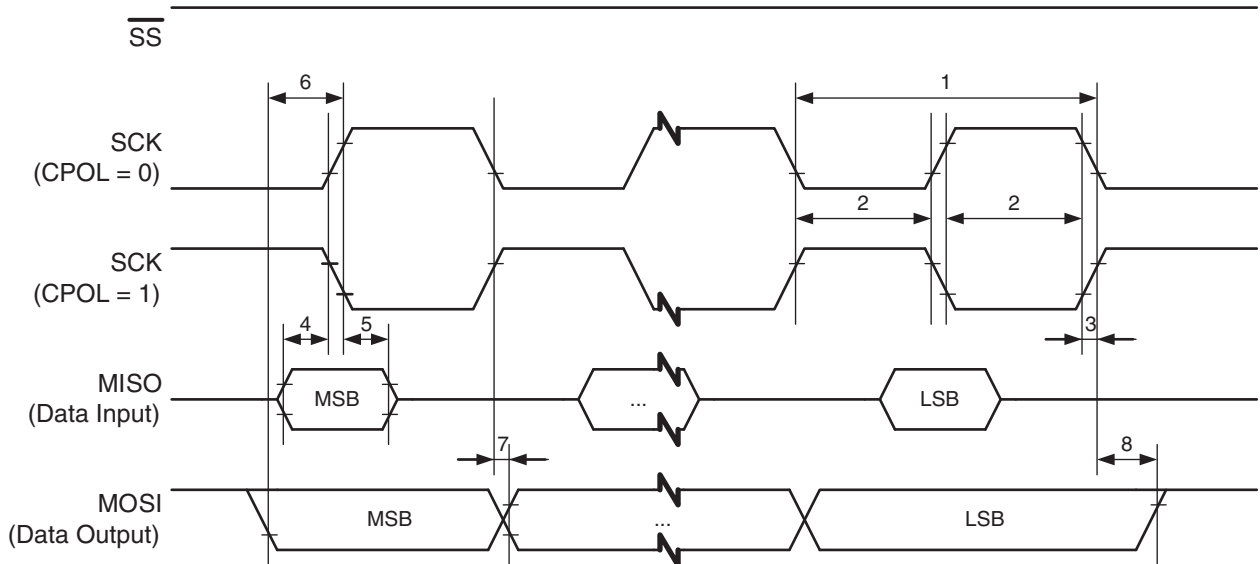 SS
6
1
SCK
(CPOL = 0)
2
2
SCK
(CPOL = 1)
4
5
3
MISO
(Data Input)
MSB
...
LSB
7
8
MOSI
(Data Output)
MSB
...
LSB